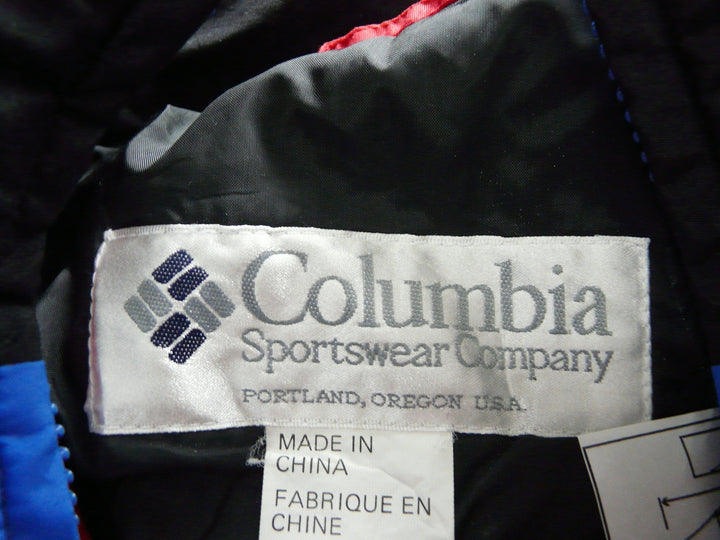 Columbia
Sportswear Company
PORTLAND, OREGON U.S.A.
MADE IN
CHINA
FABRIQUE EN
CHINE